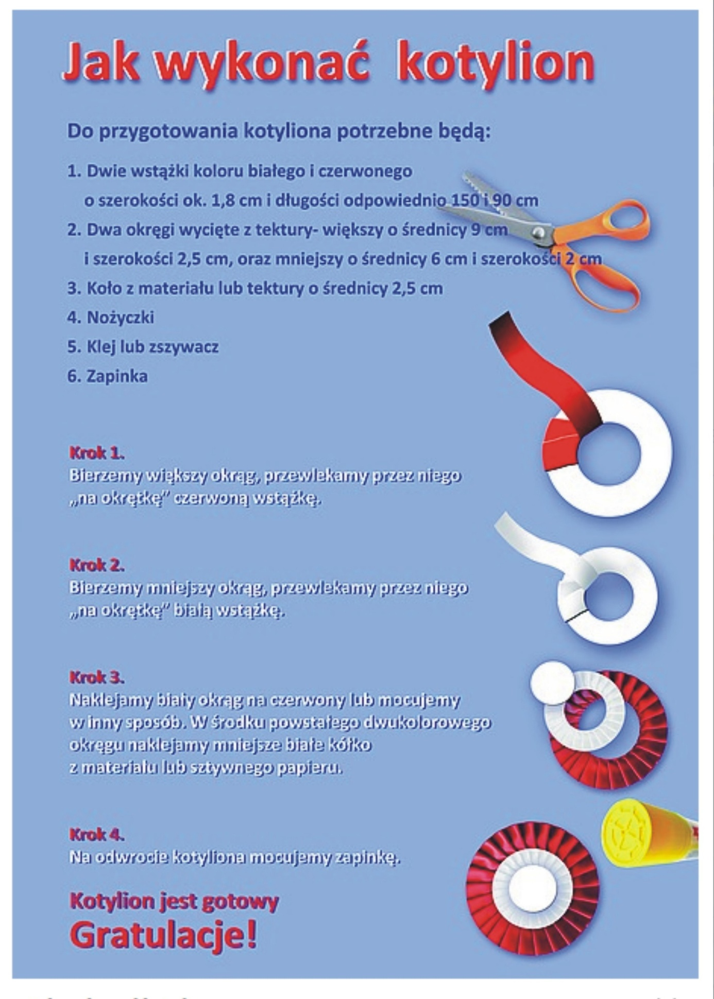 Jak wykonać kotylion
Do przygotowania kotyliona potrzebne będą:
1. Dwie wstążki koloru białego i czerwonego
o szerokości ok. 1,8 cm i długości odpowiednio 150 i 90 cm
2. Dwa okręgi wycięte z tektury- większy o średnicy 9 cm
i szerokości 2,5 cm, oraz mniejszy o średnicy 6 cm i szerokości 2 cm
3. Koło z materiału lub tektury o średnicy 2,5 cm
4. Nożyczki
5. Klej lub zszywacz
6. Zapinka
Krok 1.
Bierzemy większy okrąg, przewlekamy przez niego
„na okrętkę” czerwoną wstążkę.
Krok 2.
Bierzemy mniejszy okrąg, przewlekamy przez niego
„na okrętkę” białą wstążkę.
Krok 3.
Naklejamy biały okrąg na czerwony lub mocujemy
w inny sposób. W środku powstałego dwukolorowego
okręgu naklejamy mniejsze białe kółko
z materiału lub sztywnego papieru.
Krok 4.
Na odwrocie kotyliona mocujemy zapinkę.
Kotylion jest gotowy
Gratulacje!